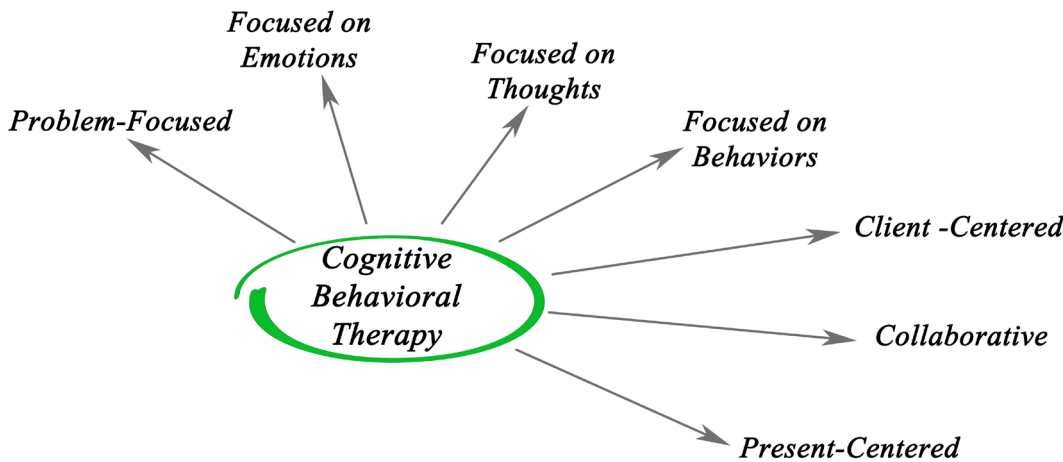 Focused on
Emotions
Focused on
Thoughts
Problem-Focused
Focused on
Behaviors
Client -Centered
Cognitive
Behavioral
Therapy
Collaborative
Present-Centered